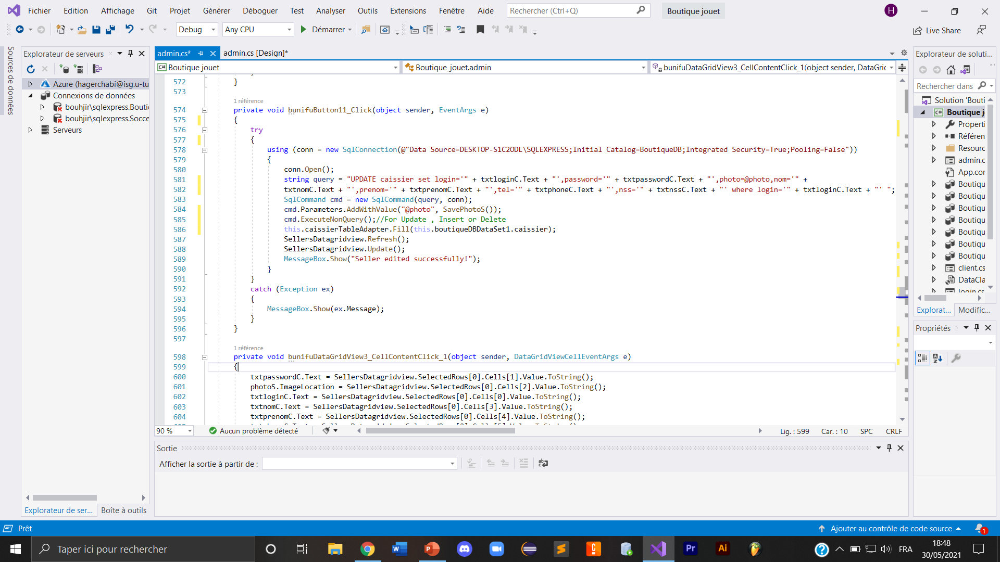 Fichier Edition Affichage Git Projet Générer Déboguer Test Analyser Outils Extensions Fenêtre Aide Rechercher (Ctrl+Q) Boutique jouet H
Debug Any CPU Démarrer Live Share
Sources de données
Explorateur de serveurs
Azure (hagerchabi@isg.u-tu
Connexions de données
bouhjir\sqlexpress.Bouti
bouhjir\sqlexpress.Socce
Serveurs
Explorateur de ser... Boîte à outils
admin.cs* admin.cs [Design]*
C# Boutique jouet Boutique_jouet.admin bunifuDataGridView3_CellContentClick_1(object sender, DataGric
572 }
573
1 référence
574 private void bunifuButton11_Click(object sender, EventArgs e)
575 {
576 try
577 {
578 using (conn = new SqlConnection(@"Data Source=DESKTOP-S1C2ODL\SQLEXPRESS;Initial Catalog=BoutiqueDB;Integrated Security=True;Pooling=False"))
579 {
580 conn.Open();
581 string query = "UPDATE caissier set login='" + txtloginC.Text + "',password='" + txtpasswordC.Text + "',photo=@photo,nom='" +
582 txtnomC.Text + "',prenom='" + txtprenomC.Text + "',tel='" + txtphoneC.Text + "',nss='" + txtnssC.Text + "' where login='" + txtloginC.Text + "' ";
583 SqlCommand cmd = new SqlCommand(query, conn);
584 cmd.Parameters.AddWithValue("@photo", SavePhotoS());
585 cmd.ExecuteNonQuery();//For Update , Insert or Delete
586 this.caissierTableAdapter.Fill(this.boutiqueDBDataSet1.caissier);
587 SellersDatagridview.Refresh();
588 SellersDatagridview.Update();
589 MessageBox.Show("Seller edited successfully!");
590 }
591 }
592 catch (Exception ex)
593 {
594 MessageBox.Show(ex.Message);
595 }
596 }
597
1 référence
598 private void bunifuDataGridView3_CellContentClick_1(object sender, DataGridViewCellEventArgs e)
599 {
600 txtpasswordC.Text = SellersDatagridview.SelectedRows[0].Cells[1].Value.ToString();
601 photoS.ImageLocation = SellersDatagridview.SelectedRows[0].Cells[2].Value.ToString();
602 txtloginC.Text = SellersDatagridview.SelectedRows[0].Cells[0].Value.ToString();
603 txtnomC.Text = SellersDatagridview.SelectedRows[0].Cells[3].Value.ToString();
604 txtprenomC.Text = SellersDatagridview.SelectedRows[0].Cells[4].Value.ToString();
90 % Aucun problème détecté Lig. : 599 Car. : 10 SPC CRLF
Sortie
Afficher la sortie à partir de :
Explorateur de soluti...
Rechercher dans
Solution 'Bouti
C# Boutique j
Properti
Référen
Resourc
admin.c
App.cor
Boutiqu
Boutiqu
Boutiqu
Boutiqu
Boutiqu
Boutiqu
Boutiqu
client.cs
DataCla
login.cs
Explorat... Modific...
Propriétés
Prêt Ajouter au contrôle de code source 1
Taper ici pour rechercher Pr Ai FRA 18:48
30/05/2021